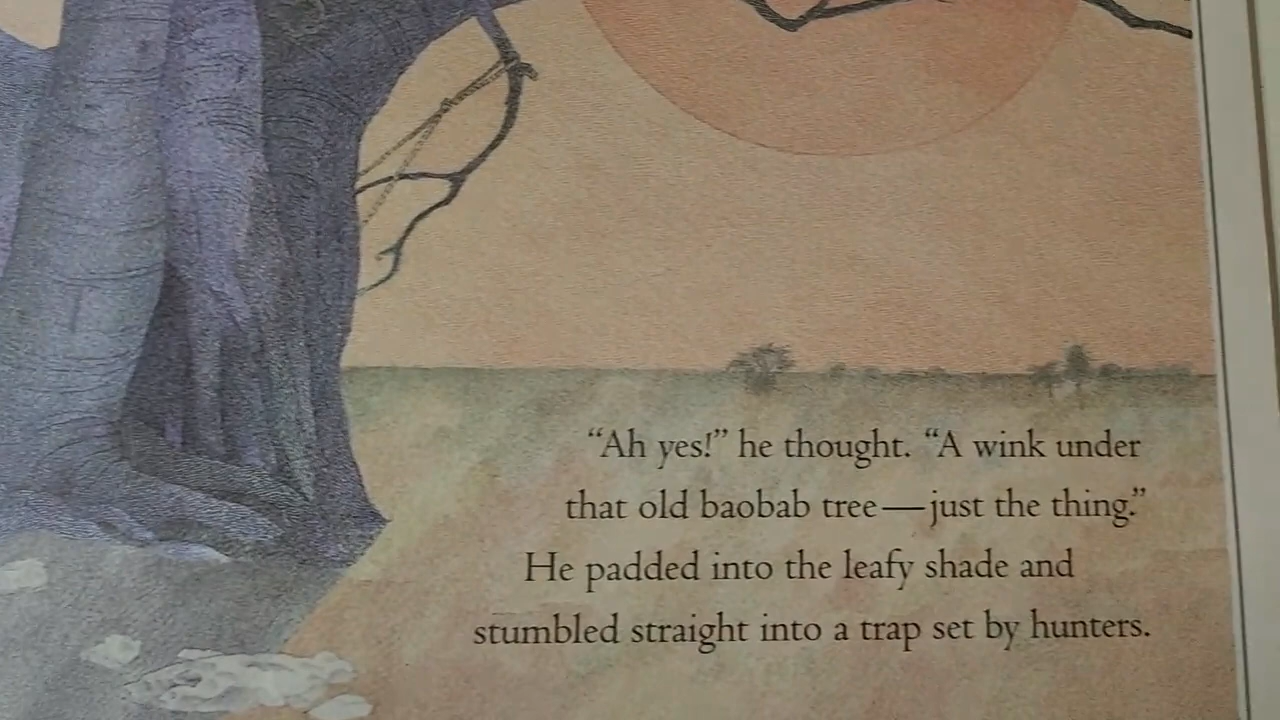 “Ah yes!” he thought. “A wink under
that old baobab tree—just the thing.”
He padded into the leafy shade and
stumbled straight into a trap set by hunters.